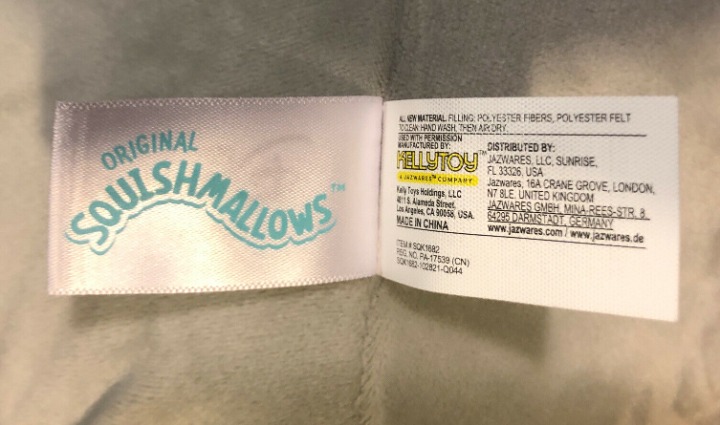 ORIGINAL
SQUISHMALLOWS™
ALL NEW MATERIAL. FILLING: POLYESTER FIBERS, POLYESTER FELT
TO CLEAN: HAND WASH, THEN AIR DRY.
USED WITH PERMISSION
MANUFACTURED BY:
KELLYTOY™
A JAZWARES™ COMPANY
Kelly Toys Holdings, LLC
4811 S. Alameda Street,
Los Angeles, CA 90058, USA.
MADE IN CHINA
DISTRIBUTED BY:
JAZWARES, LLC, SUNRISE,
FL 33326, USA
Jazwares, 16A CRANE GROVE, LONDON,
N7 8LE, UNITED KINGDOM
JAZWARES GMBH, MINA-REES-STR. 8,
64295 DARMSTADT, GERMANY
www.jazwares.com / www.jazwares.de
ITEM # SQK1682
REG. NO. PA-17539 (CN)
SQK1682-102821-Q044